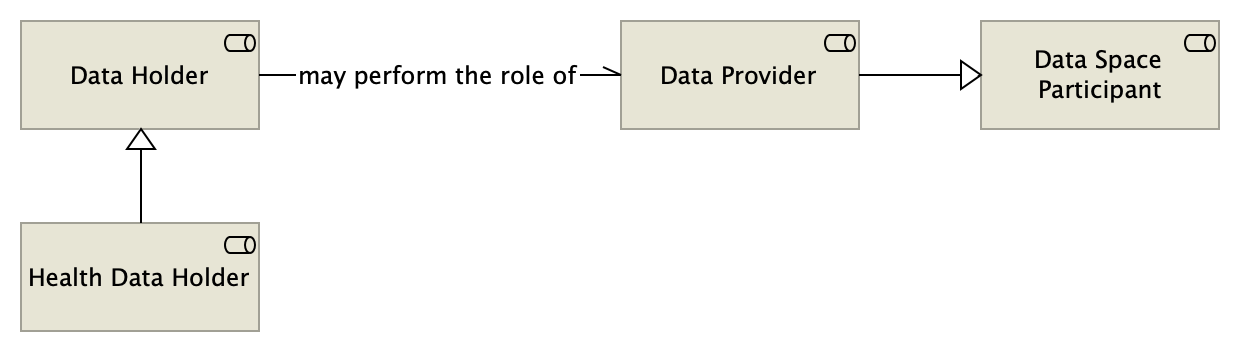 Data Holder
may perform the role of
Data Provider
Data Space
Participant
Health Data Holder